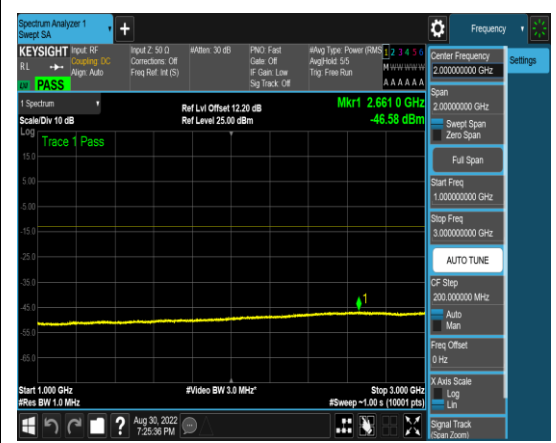 Spectrum Analyzer 1
Swept SA
+
Frequency
KEYSIGHT
RL
PASS
Input: RF
Coupling: DC
Align: Auto
Input Z: 50 Ω
Corrections: Off
Freq Ref: Int (S)
#Atten: 30 dB
PNO: Fast
Gate: Off
IF Gain: Low
Sig Track: Off
#Avg Type: Power (RMS
Avg|Hold: 5/5
Trig: Free Run
1 2 3 4 5 6
M W W W W W
A A A A A A
Center Frequency
2.000000000 GHz
Settings
Span
2.00000000 GHz
Swept Span
Zero Span
Full Span
Start Freq
1.000000000 GHz
Stop Freq
3.000000000 GHz
AUTO TUNE
CF Step
200.000000 MHz
Auto
Man
Freq Offset
0 Hz
X Axis Scale
Log
Lin
Signal Track
(Span Zoom)
1 Spectrum
Scale/Div 10 dB
Ref Lvl Offset 12.20 dB
Ref Level 25.00 dBm
Mkr1 2.661 0 GHz
-46.58 dBm
Log
Trace 1 Pass
15.0
5.00
-5.00
-15.0
-25.0
-35.0
-45.0
-55.0
-65.0
1
Start 1.000 GHz
#Res BW 1.0 MHz
#Video BW 3.0 MHz*
Stop 3.000 GHz
#Sweep ~1.00 s (10001 pts)
?
Aug 30, 2022
7:25:36 PM